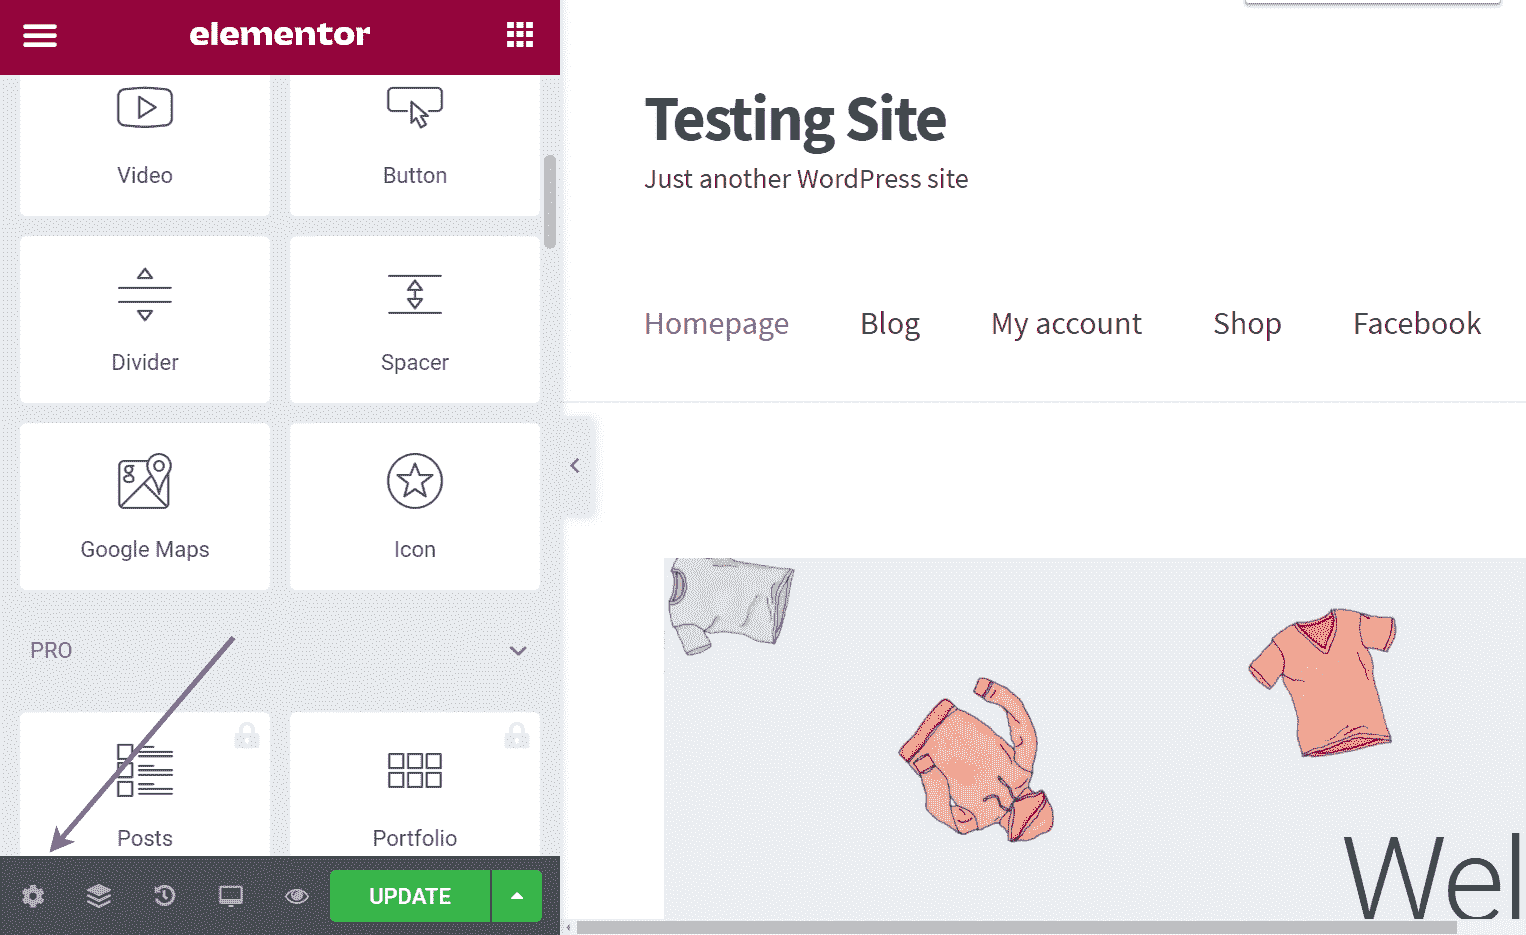 elementor
Video
Button
Divider
Spacer
Google Maps
Icon
PRO
Posts
Portfolio
UPDATE
Testing Site
Just another WordPress site
Homepage Blog My account Shop Facebook
Wel